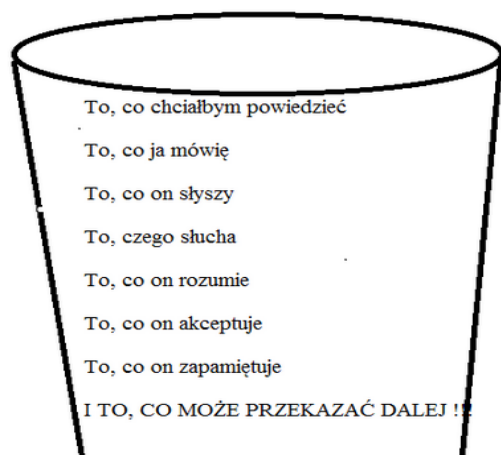 To, co chciałbym powiedzieć
To, co ja mówię
To, co on słyszy
To, czego słucha
To, co on rozumie
To, co on akceptuje
To, co on zapamiętuje
I TO, CO MOŻE PRZEKAZAĆ DALEJ !!!